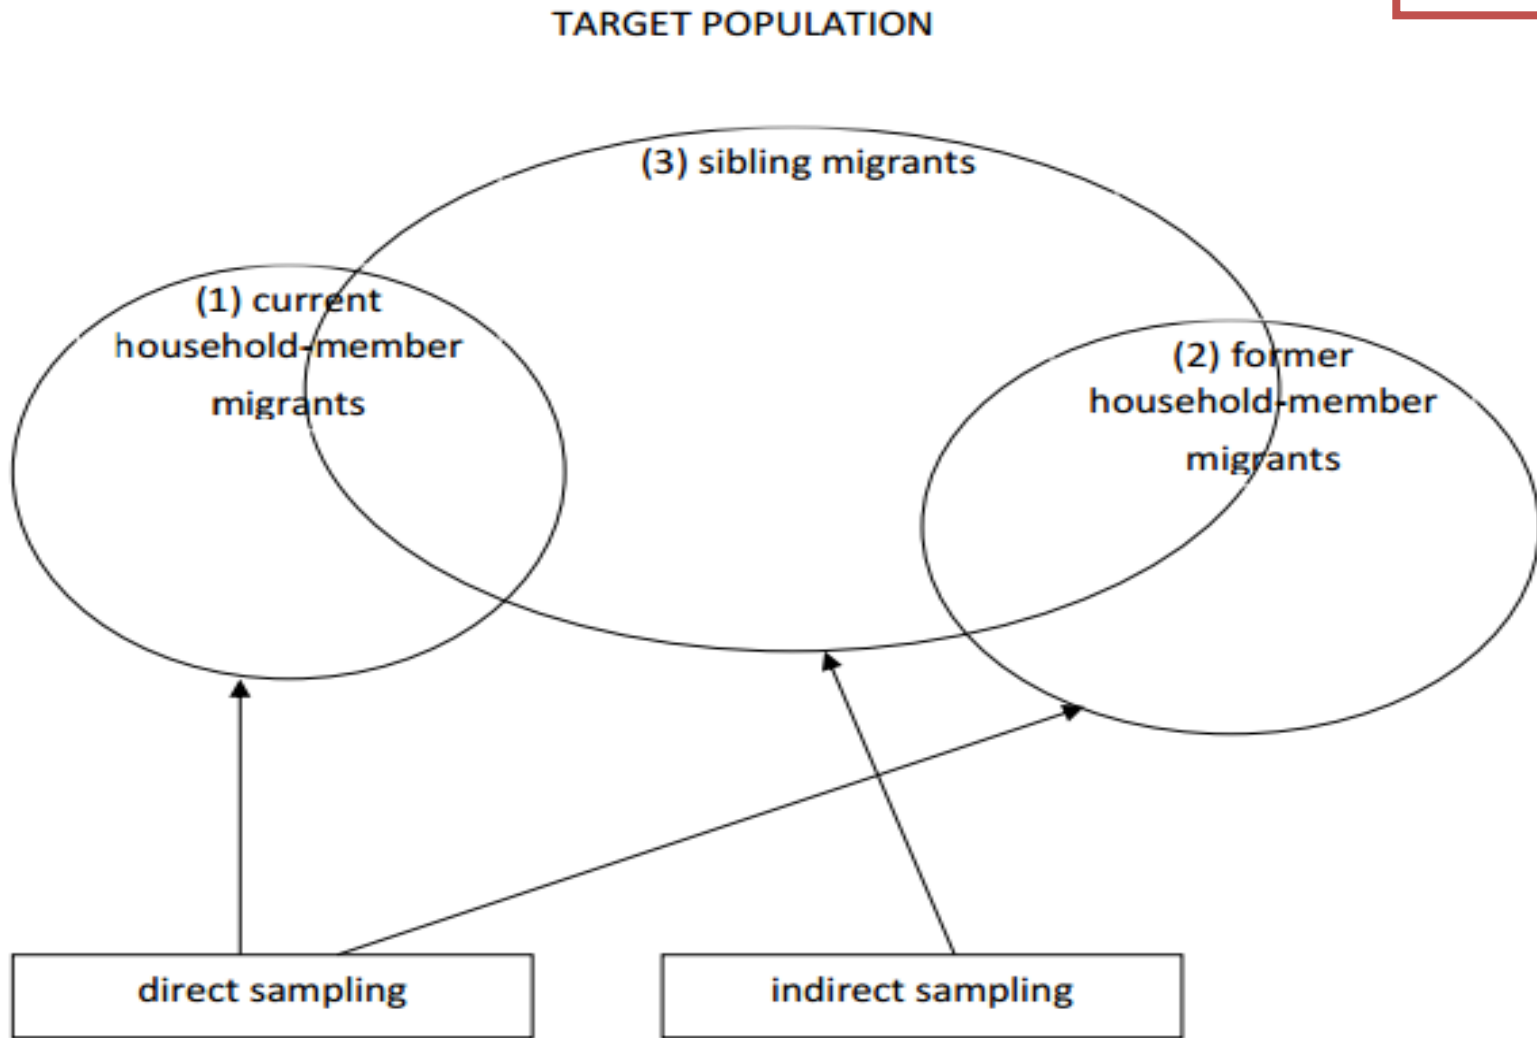 TARGET POPULATION
(3) sibling migrants
(1) current
household-member
migrants
(2) former
household-member
migrants
direct sampling
indirect sampling